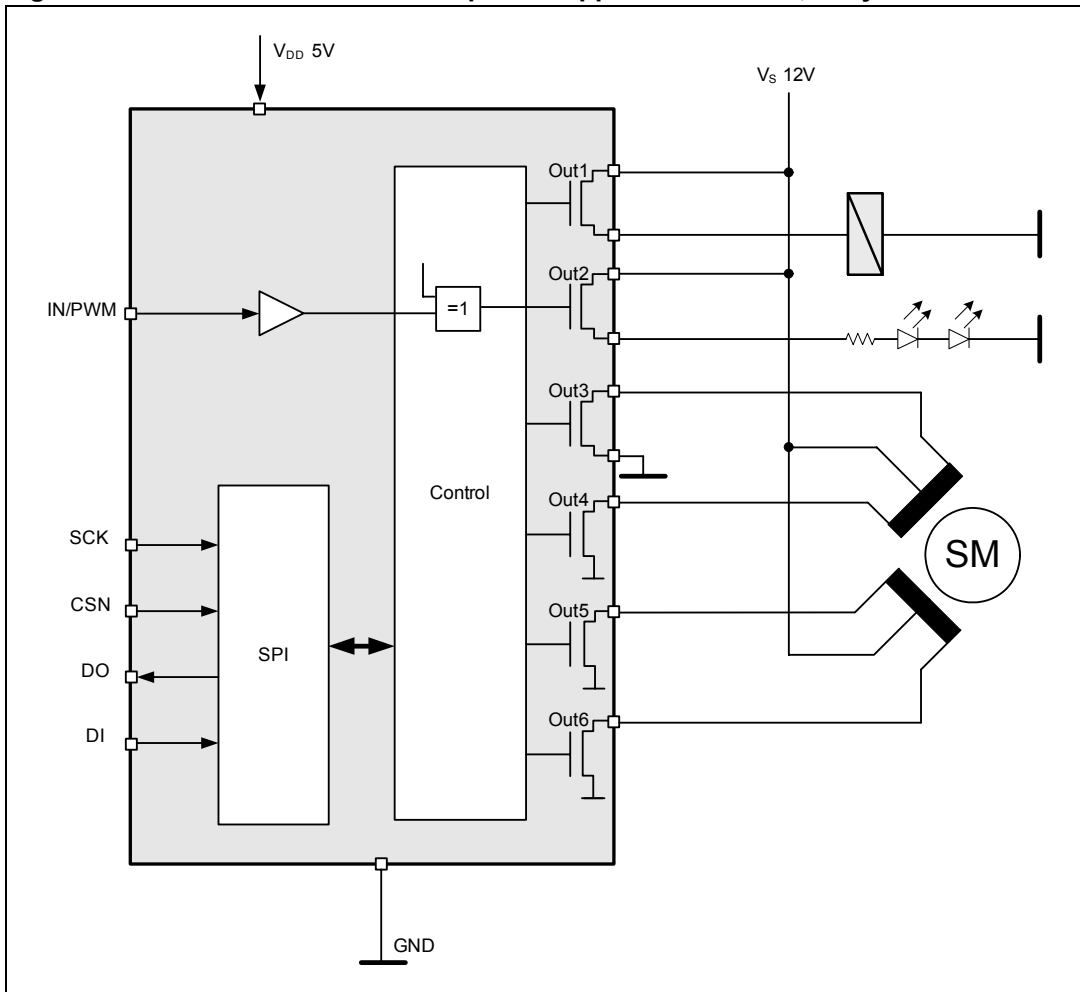 V_DD 5V
V_S 12V
Out1
Out2
IN/PWM
=1
Out3
Control
Out4
SCK
SM
CSN
Out5
SPI
DO
Out6
DI
GND